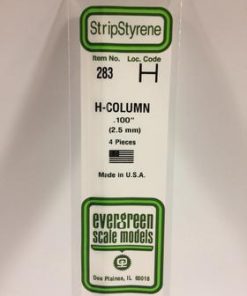 StripStyrene
Item No. Loc. Code
283 H
H-COLUMN
.100"
(2.5 mm)
4 Pieces
Made in U.S.A.
evergreen
scale models
Des Plaines, IL 60018